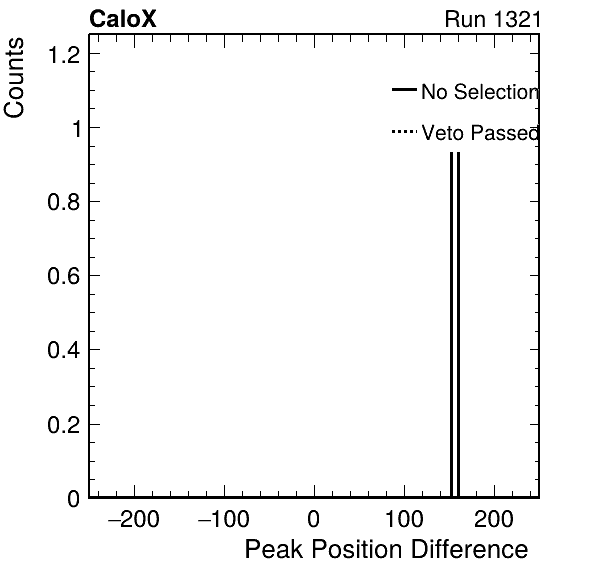 CaloX Run 1321
Counts
1.2
1
0.8
0.6
0.4
0.2
0
No Selection
Veto Passed
−200 −100 0 100 200
Peak Position Difference